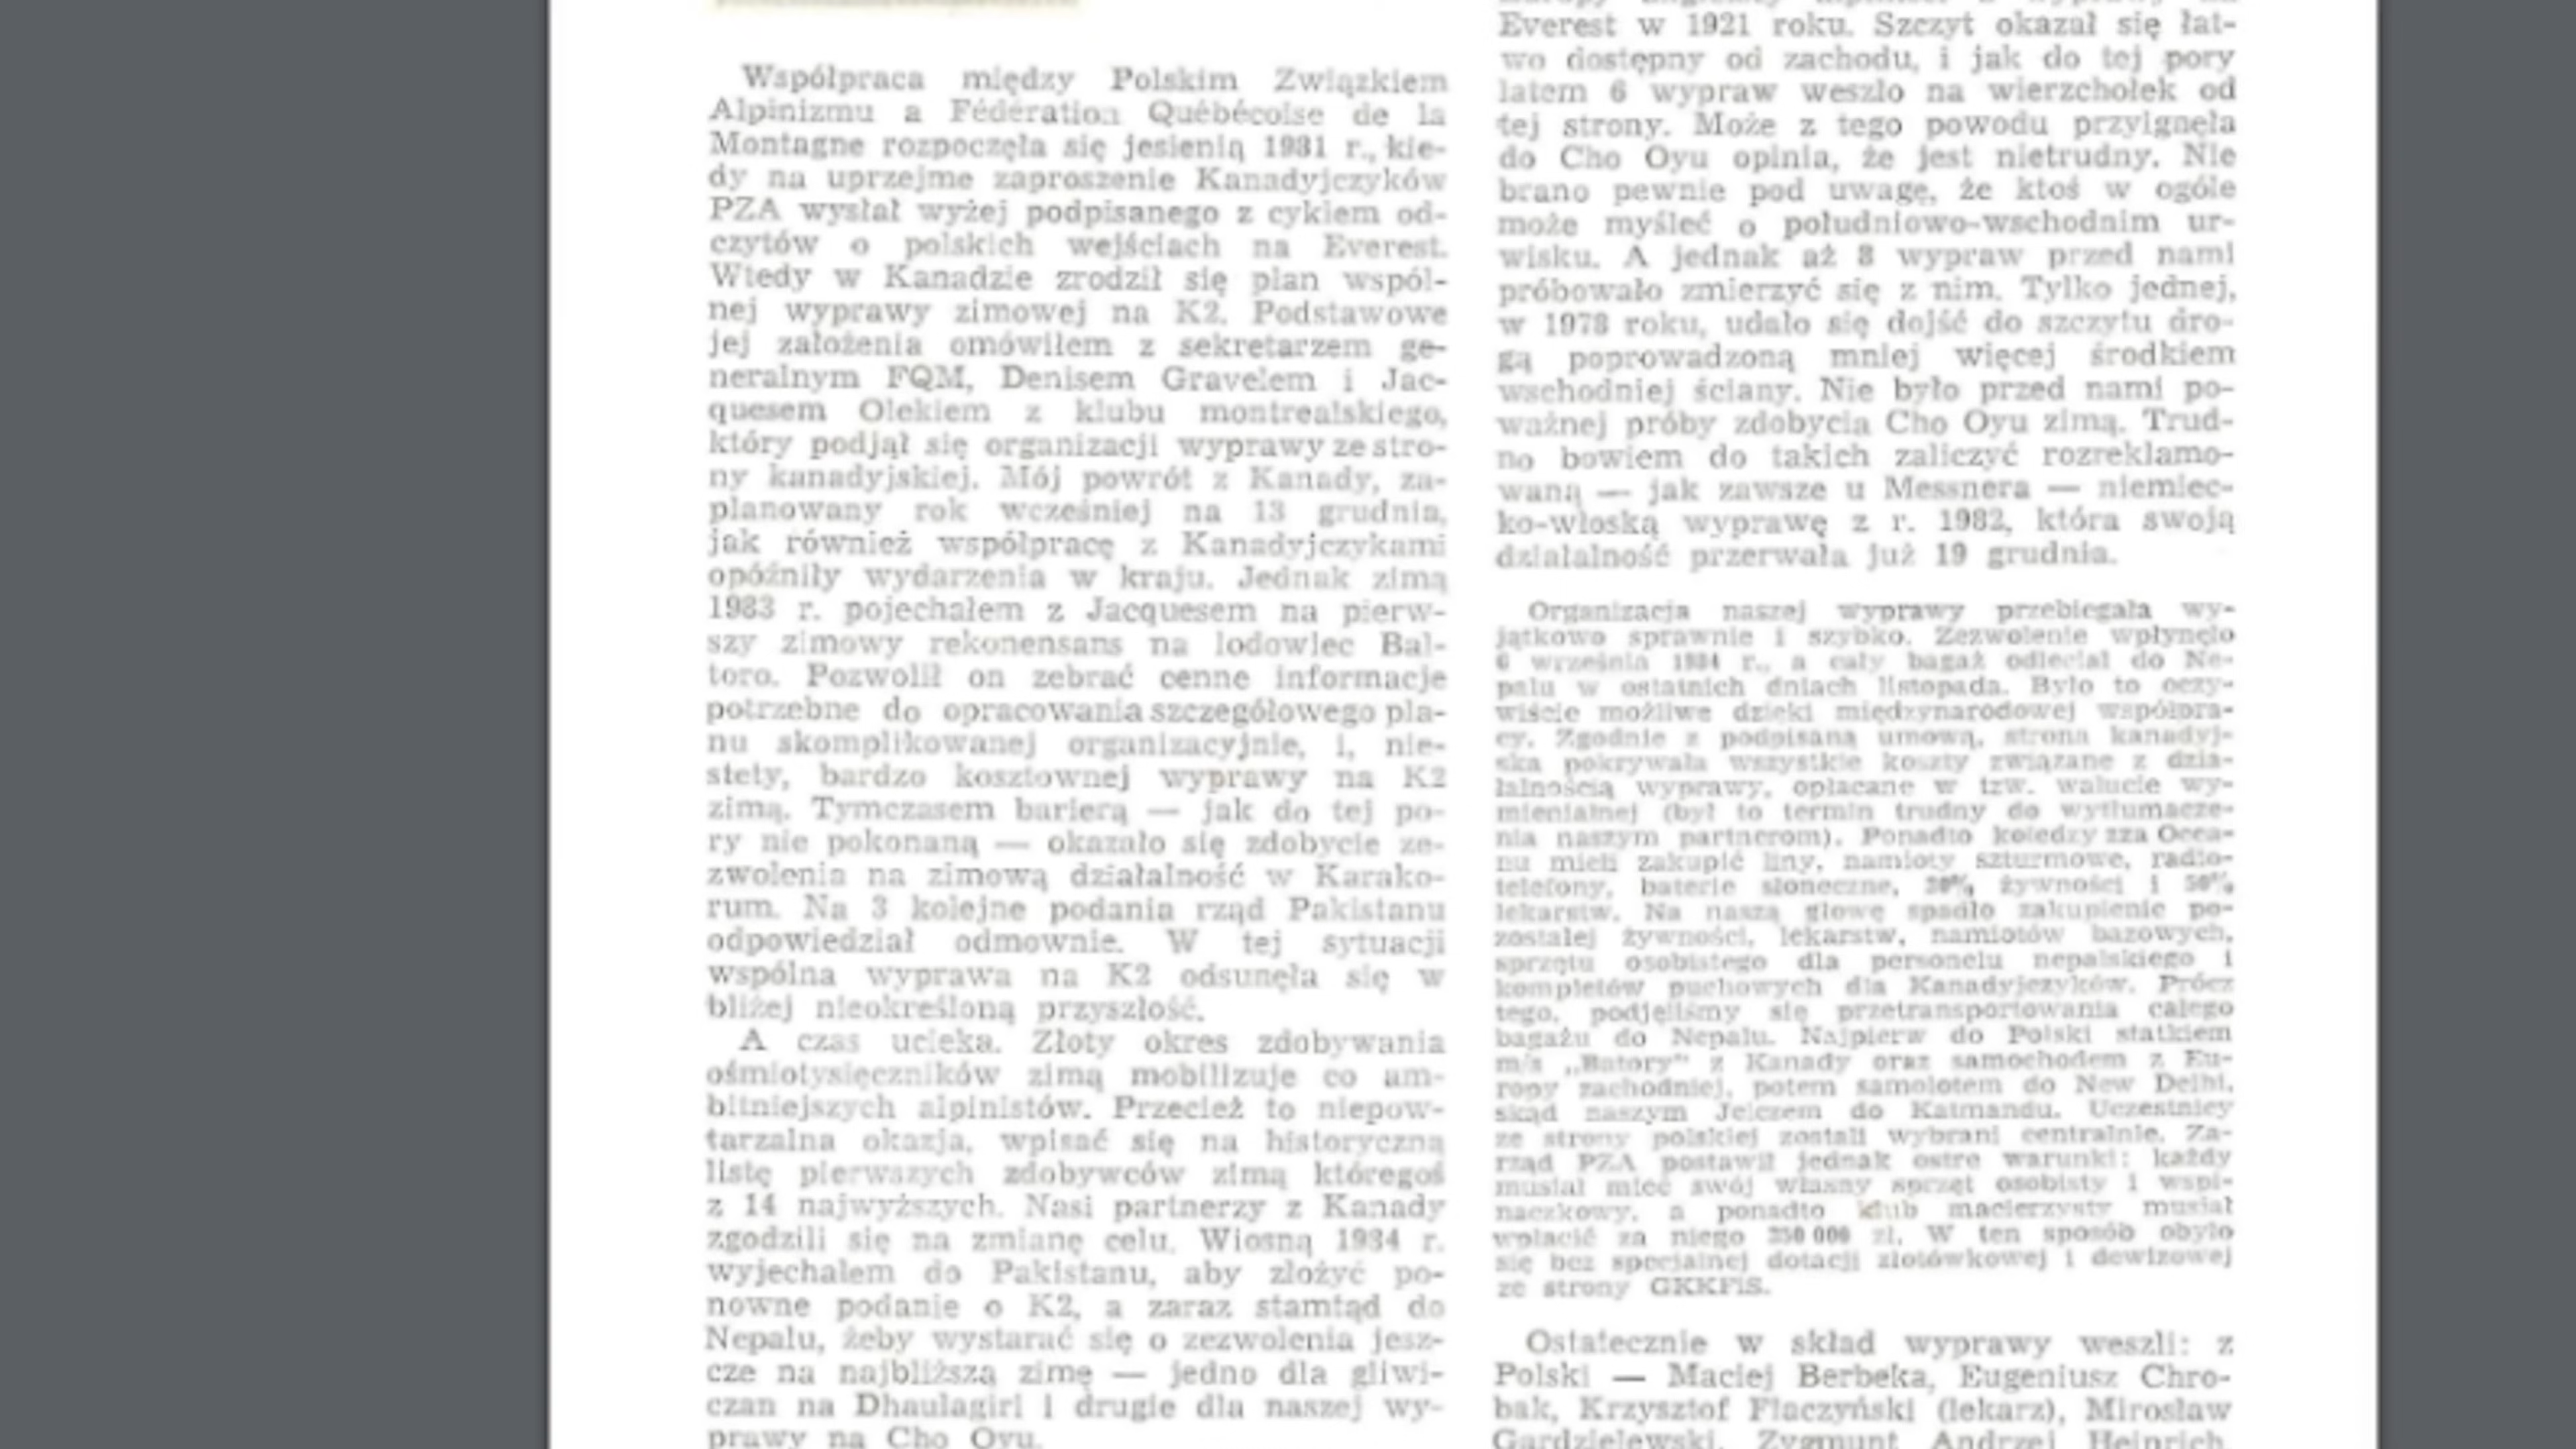 Współpraca między Polskim Związkiem
Alpinizmu a Fédération Québécoise de la
Montagne rozpoczęła się jesienią 1981 r., kie-
dy na uprzejme zaproszenie Kanadyjczyków
PZA wysłał wyżej podpisanego z cyklem od-
czytów o polskich wejściach na Everest.
Wtedy w Kanadzie zrodził się plan wspól-
nej wyprawy zimowej na K2. Podstawowe
jej założenia omówiłem z sekretarzem ge-
neralnym FQM, Denisem Gravelem i Jac-
quesem Olekiem z klubu montrealskiego,
który podjął się organizacji wyprawy ze stro-
ny kanadyjskiej. Mój powrót z Kanady, za-
planowany rok wcześniej na 13 grudnia,
jak również współpracę z Kanadyjczykami
opóźniły wydarzenia w kraju. Jednak zimą
1983 r. pojechałem z Jacquesem na pierw-
szy zimowy rekonensans na lodowiec Bal-
toro. Pozwolił on zebrać cenne informacje
potrzebne do opracowania szczegółowego pla-
nu skomplikowanej organizacyjnie, i, nie-
stety, bardzo kosztownej wyprawy na K2
zimą. Tymczasem barierą — jak do tej po-
ry nie pokonaną — okazało się zdobycie ze-
zwolenia na zimową działalność w Karako-
rum. Na 3 kolejne podania rząd Pakistanu
odpowiedział odmownie. W tej sytuacji
wspólna wyprawa na K2 odsunęła się w
bliżej nieokreśloną przyszłość.
A czas ucieka. Złoty okres zdobywania
ośmiotysięczników zimą mobilizuje co am-
bitniejszych alpinistów. Przecież to niepow-
tarzalna okazja, wpisać się na historyczną
listę pierwszych zdobywców zimą któregoś
z 14 najwyższych. Nasi partnerzy z Kanady
zgodzili się na zmianę celu. Wiosną 1984 r.
wyjechałem do Pakistanu, aby złożyć po-
nowne podanie o K2, a zaraz stamtąd do
Nepalu, żeby wystarać się o zezwolenia jesz-
cze na najbliższą zimę — jedno dla gliwi-
czan na Dhaulagiri i drugie dla naszej wy-
prawy na Cho Oyu.
Everest w 1921 roku. Szczyt okazał się łat-
wo dostępny od zachodu, i jak do tej pory
latem 6 wypraw weszło na wierzchołek od
tej strony. Może z tego powodu przylgnęła
do Cho Oyu opinia, że jest nietrudny. Nie
brano pewnie pod uwagę, że ktoś w ogóle
może myśleć o południowo-wschodnim ur-
wisku. A jednak aż 8 wypraw przed nami
próbowało zmierzyć się z nim. Tylko jednej,
w 1978 roku, udało się dojść do szczytu dro-
gą poprowadzoną mniej więcej środkiem
wschodniej ściany. Nie było przed nami po-
ważnej próby zdobycia Cho Oyu zimą. Trud-
no bowiem do takich zaliczyć rozreklamo-
waną — jak zawsze u Messnera — niemiec-
ko-włoską wyprawę z r. 1982, która swoją
działalność przerwała już 19 grudnia.
Organizacja naszej wyprawy przebiegała wy-
jątkowo sprawnie i szybko. Zezwolenie wpłynęło
6 września 1984 r., a cały bagaż odleciał do Ne-
palu w ostatnich dniach listopada. Było to oczy-
wiście możliwe dzięki międzynarodowej współpra-
cy. Zgodnie z podpisaną umową, strona kanadyj-
ska pokrywała wszystkie koszty związane z dzia-
łalnością wyprawy, opłacane w tzw. walucie wy-
mienialnej (był to termin trudny do wytłumacze-
nia naszym partnerom). Ponadto koledzy zza Ocea-
nu mieli zakupić liny, namioty szturmowe, radio-
telefony, baterie słoneczne, żywności i 50%
lekarstw. Na naszą głowę spadło zakupienie po-
zostałej żywności, lekarstw, namiotów bazowych,
sprzętu osobistego dla personelu nepalskiego i
kompletów puchowych dla Kanadyjczyków. Prócz
tego, podjęliśmy się przetransportowania całego
bagażu do Nepalu. Najpierw do Polski statkiem
m/s „Batory” z Kanady oraz samochodem z Eu-
ropy zachodniej, potem samolotem do New Delhi,
skąd naszym Jelczem do Katmandu. Uczestnicy
ze strony polskiej zostali wybrani centralnie. Za-
rząd PZA postawił jednak ostre warunki: każdy
musiał mieć swój własny sprzęt osobisty i wspi-
naczkowy, a ponadto klub macierzysty musiał
wpłacić za niego 350 000 zł. W ten sposób obyło
się bez specjalnej dotacji złotówkowej i dewizowej
ze strony GKKFiS.
Ostatecznie w skład wyprawy weszli: z
Polski — Maciej Berbeka, Eugeniusz Chro-
bak, Krzysztof Flaczyński (lekarz), Mirosław
Gardzielewski, Zygmunt Andrzej Heinrich,